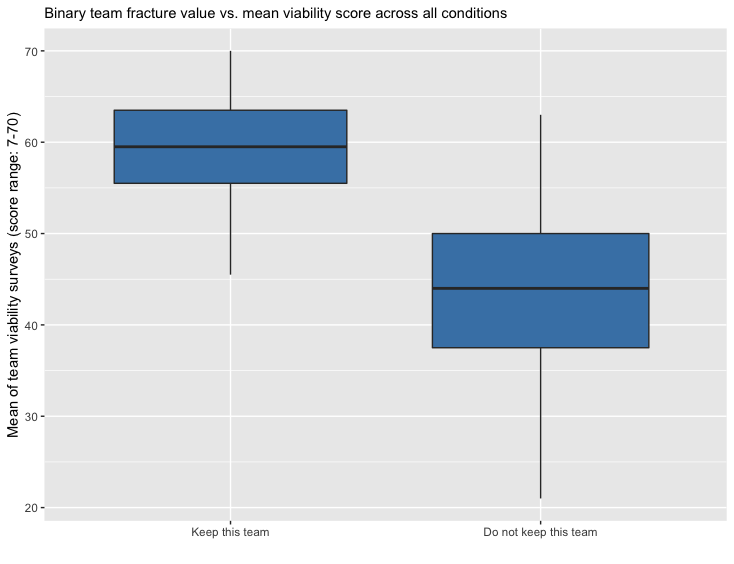 Binary team fracture value vs. mean viability score across all conditions
Mean of team viability surveys (score range: 7-70)
70
60
50
40
30
20
Keep this team
Do not keep this team